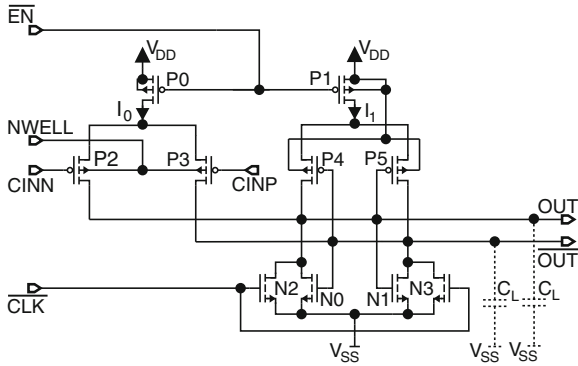 EN
VDD
VDD
P0
P1
I0
I1
NWELL
P2
P3
P4
P5
CINN
CINP
OUT
OUT
N2
N0
N1
N3
CL
CL
CLK
VSS
VSS
VSS